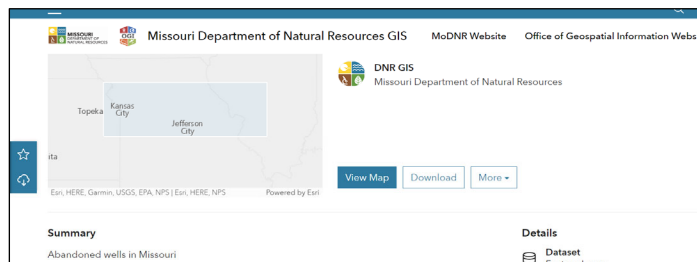 MISSOURI
DEPARTMENT OF
NATURAL RESOURCES
OGI
Missouri Department of Natural Resources GIS
MoDNR Website
Office of Geospatial Information Webs
Topeka
Kansas
City
Jefferson
City
ita
Esri, HERE, Garmin, USGS, EPA, NPS | Esri, HERE, NPS
Powered by Esri
DNR GIS
Missouri Department of Natural Resources
View Map
Download
More
Summary
Abandoned wells in Missouri
Details
Dataset